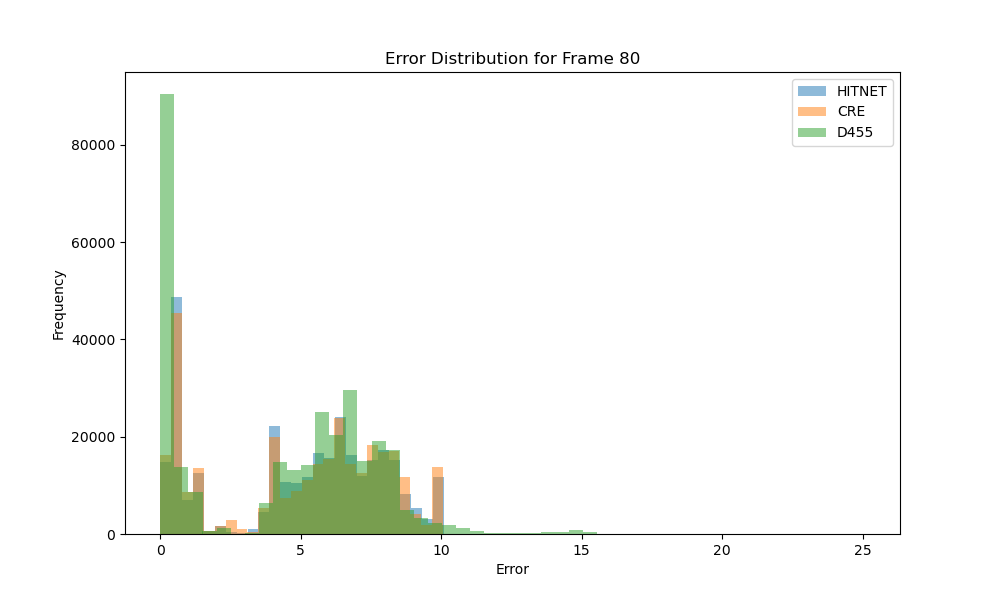 Error Distribution for Frame 80
HITNET
CRE
D455
80000
60000
40000
20000
0
Frequency
0 5 10 15 20 25
Error